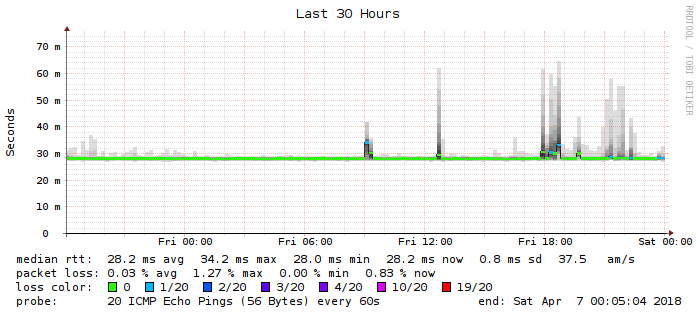 Last 30 Hours
RRDTOOL / TOBI OETIKER
Seconds
70 m
60 m
50 m
40 m
30 m
20 m
10 m
0
Fri 00:00 Fri 06:00 Fri 12:00 Fri 18:00 Sat 00:00
median rtt: 28.2 ms avg 34.2 ms max 28.0 ms min 28.2 ms now 0.8 ms sd 37.5 am/s
packet loss: 0.03 % avg 1.27 % max 0.00 % min 0.83 % now
loss color: 0 1/20 2/20 3/20 4/20 10/20 19/20
probe: 20 ICMP Echo Pings (56 Bytes) every 60s end: Sat Apr 7 00:05:04 2018